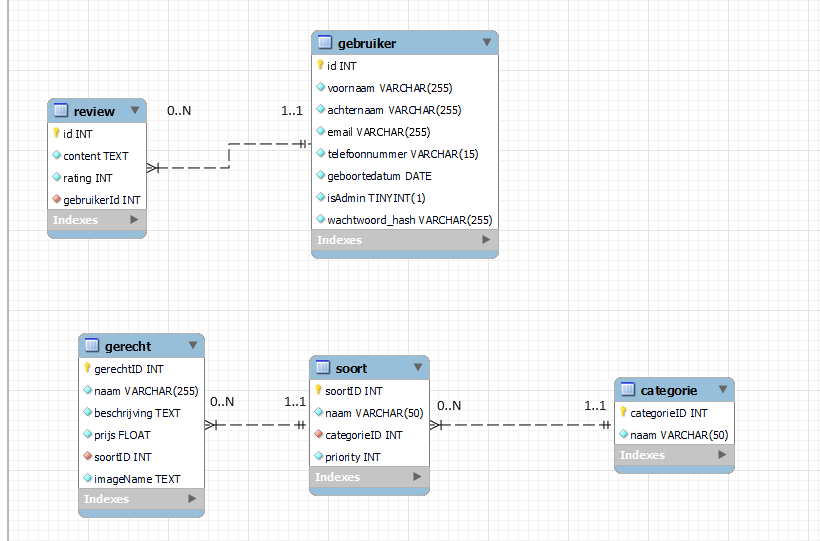 gebruiker
id INT
voornaam VARCHAR(255)
achternaam VARCHAR(255)
email VARCHAR(255)
telefoonnummer VARCHAR(15)
geboortedatum DATE
isAdmin TINYINT(1)
wachtwoord_hash VARCHAR(255)
Indexes
review
id INT
content TEXT
rating INT
gebruikerId INT
Indexes
0..N
1..1
gerecht
gerechtID INT
naam VARCHAR(255)
beschrijving TEXT
prijs FLOAT
soortID INT
imageName TEXT
Indexes
0..N
1..1
soort
soortID INT
naam VARCHAR(50)
categorieID INT
priority INT
Indexes
0..N
1..1
categorie
categorieID INT
naam VARCHAR(50)
Indexes